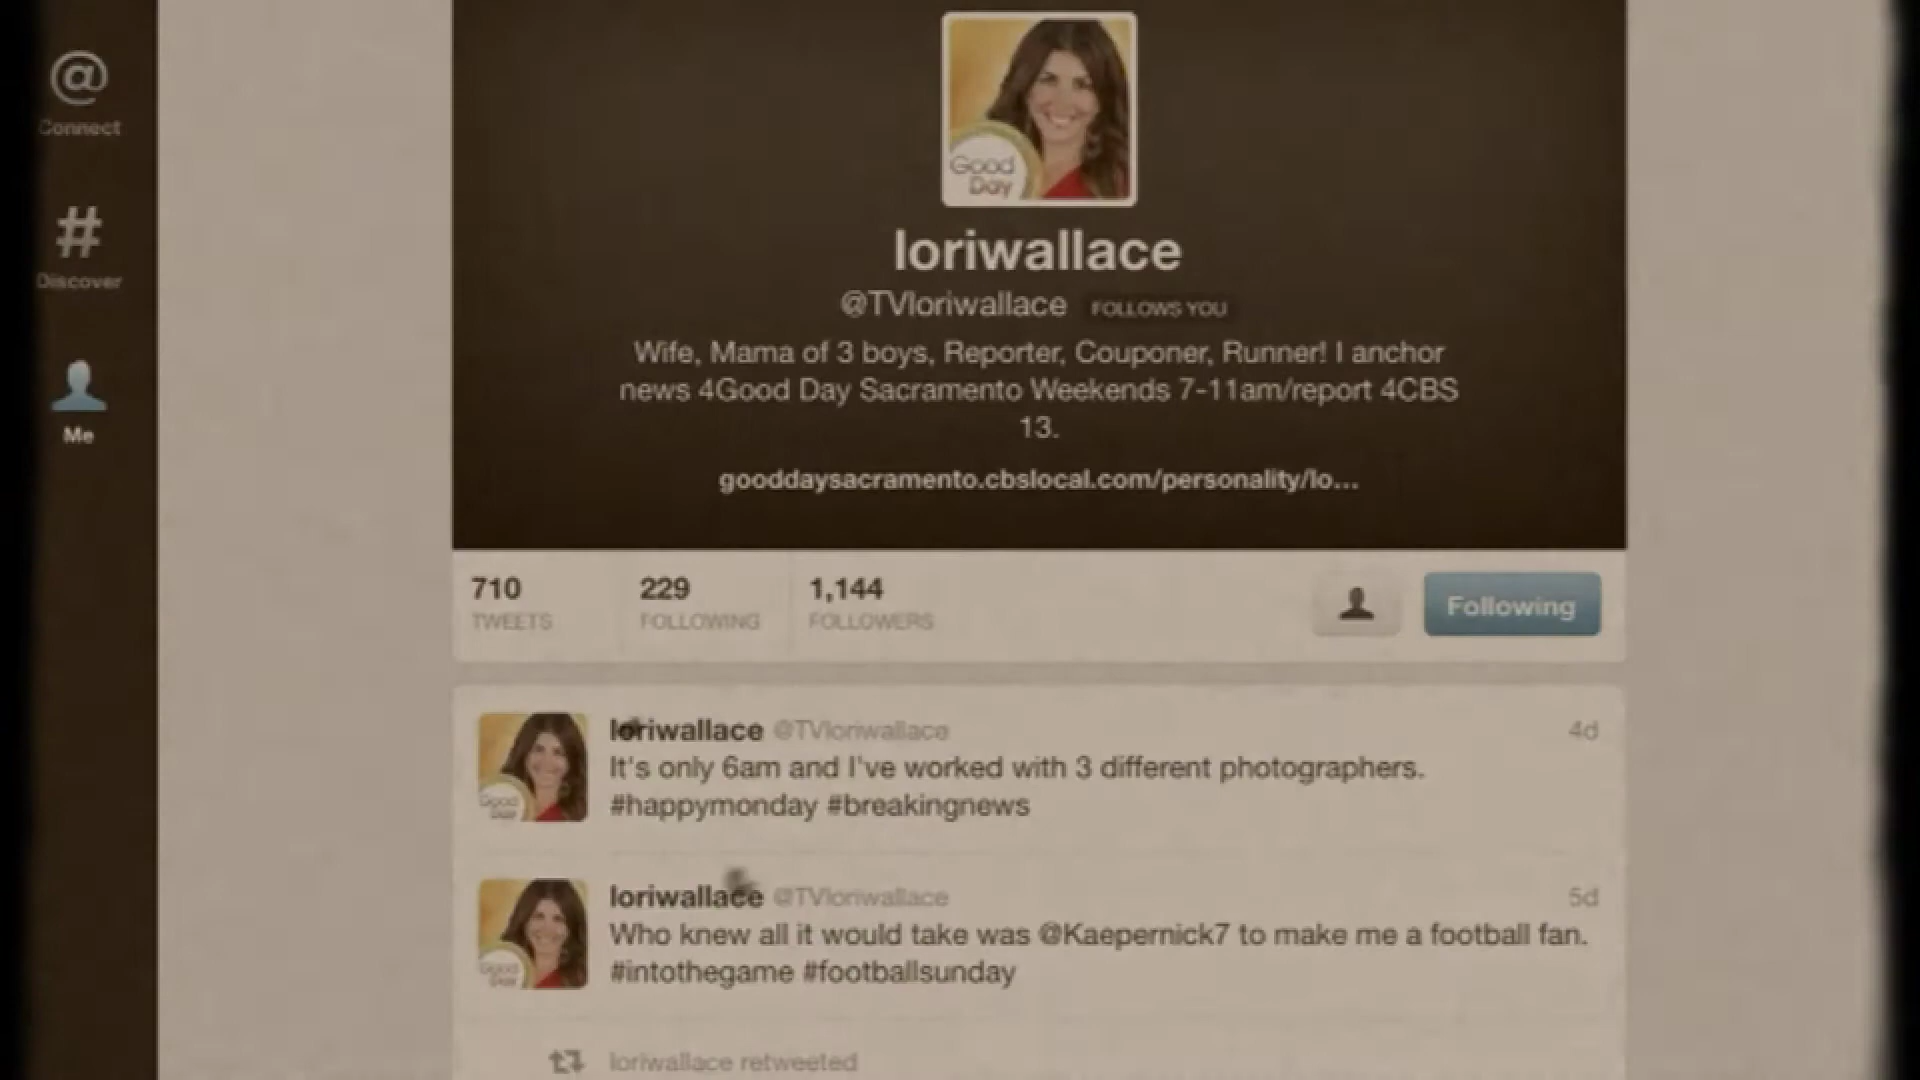 @
Connect
#
Discover
Me
Good
Day
loriwallace
@TVloriwallace FOLLOWS YOU
Wife, Mama of 3 boys, Reporter, Couponer, Runner! I anchor
news 4Good Day Sacramento Weekends 7-11am/report 4CBS
13.
gooddaysacramento.cbslocal.com/personality/lo...
710 229 1,144
TWEETS FOLLOWING FOLLOWERS
Following
loriwallace @TVloriwallace 4d
It's only 6am and I've worked with 3 different photographers.
#happymonday #breakingnews
Good
Day
loriwallace @TVloriwallace 5d
Who knew all it would take was @Kaepernick7 to make me a football fan.
#intothegame #footballsunday
Good
Day
loriwallace retweeted